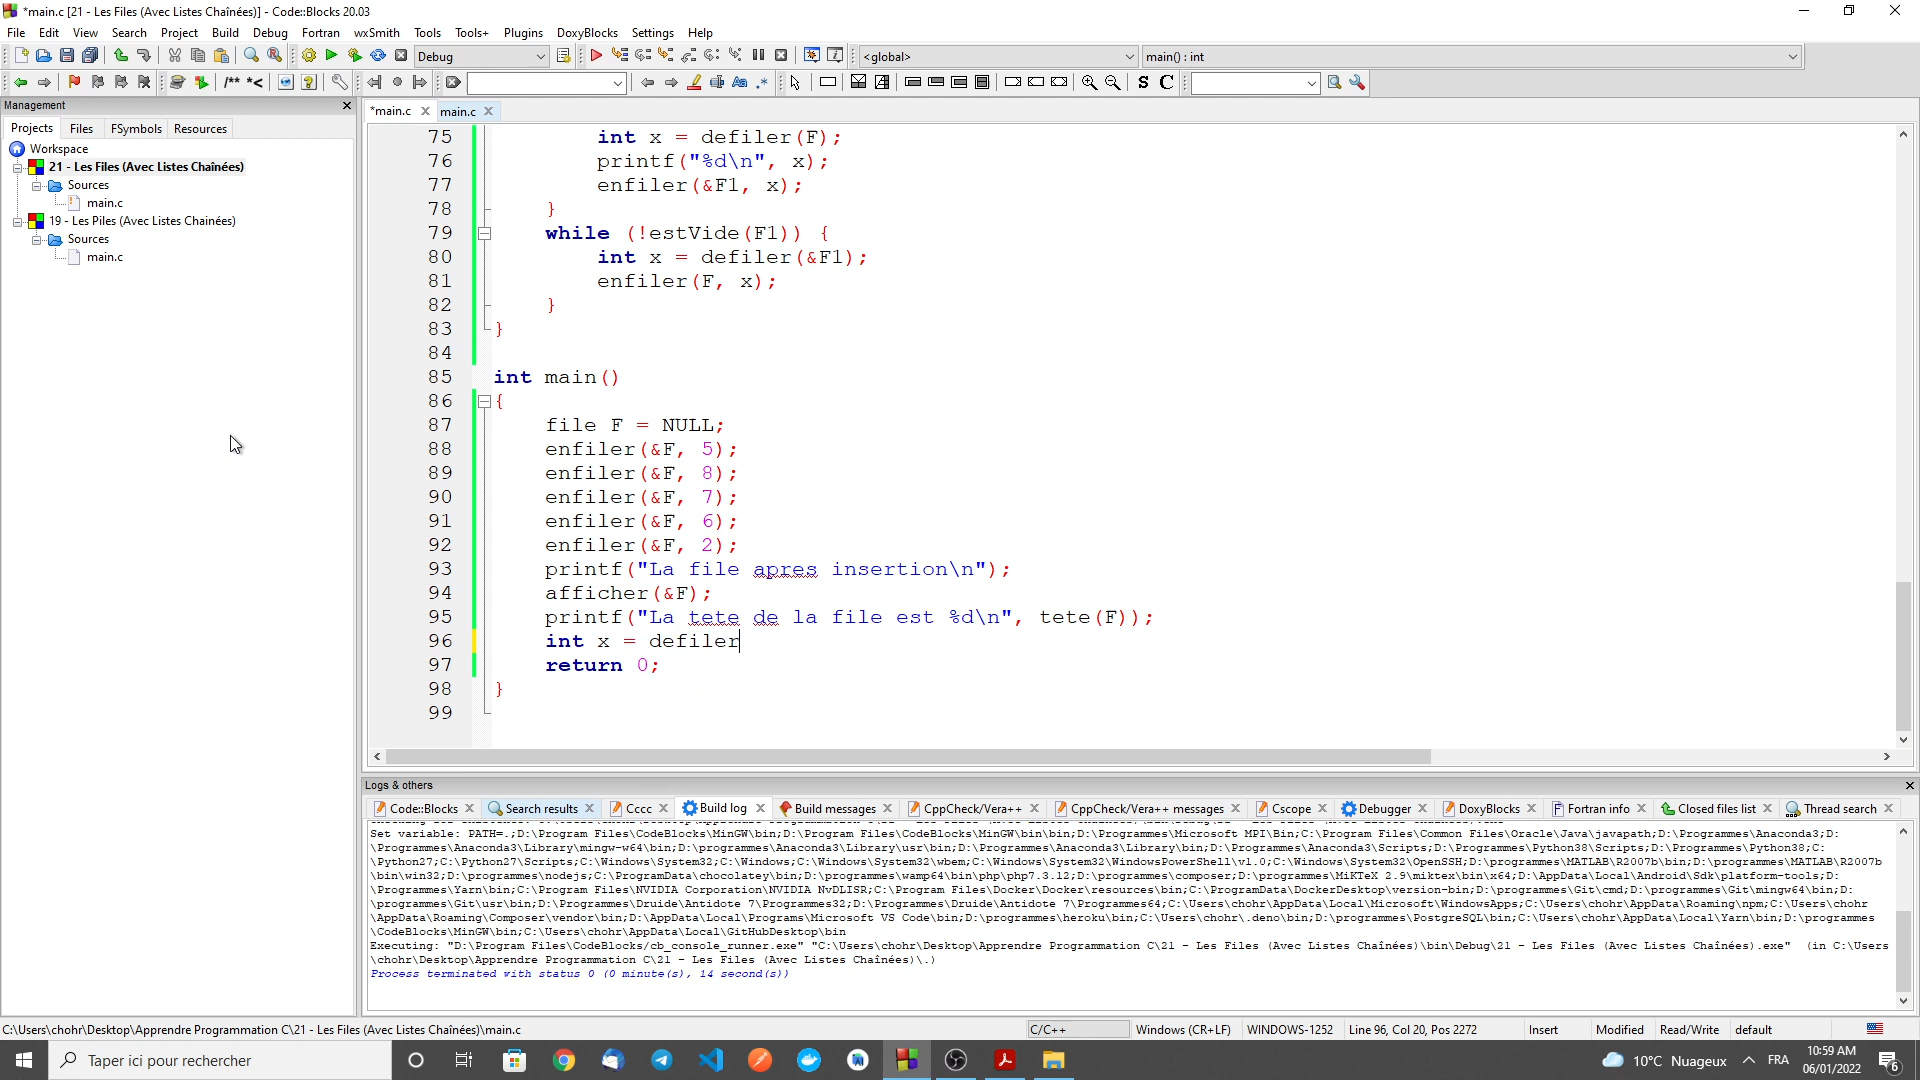 *main.c [21 - Les Files (Avec Listes Chaînées)] - Code::Blocks 20.03
File Edit View Search Project Build Debug Fortran wxSmith Tools Tools+ Plugins DoxyBlocks Settings Help
Debug <global> main() : int
/** *< Aa .* S C
Management
Projects Files FSymbols Resources
Workspace
21 - Les Files (Avec Listes Chaînées)
Sources
main.c
19 - Les Piles (Avec Listes Chainées)
Sources
main.c
*main.c main.c
75 int x = defiler(F);
76 printf("%d\n", x);
77 enfiler(&F1, x);
78 }
79 while (!estVide(F1)) {
80 int x = defiler(&F1);
81 enfiler(F, x);
82 }
83 }
84
85 int main()
86 {
87 file F = NULL;
88 enfiler(&F, 5);
89 enfiler(&F, 8);
90 enfiler(&F, 7);
91 enfiler(&F, 6);
92 enfiler(&F, 2);
93 printf("La file apres insertion\n");
94 afficher(&F);
95 printf("La tete de la file est %d\n", tete(F));
96 int x = defiler
97 return 0;
98 }
99
Logs & others
Code::Blocks Search results Cccc Build log Build messages CppCheck/Vera++ CppCheck/Vera++ messages Cscope Debugger DoxyBlocks Fortran info Closed files list Thread search
Set variable: PATH=.;D:\Program Files\CodeBlocks\MinGW\bin;D:\Program Files\CodeBlocks\MinGW\bin\bin;D:\Programmes\Microsoft MPI\Bin;C:\Program Files\Common Files\Oracle\Java\javapath;D:\Programmes\Anaconda3;D:
\Programmes\Anaconda3\Library\mingw-w64\bin;D:\programmes\Anaconda3\Library\usr\bin;D:\Programmes\Anaconda3\Library\bin;D:\Programmes\Anaconda3\Scripts;D:\Programmes\Python38\Scripts;D:\Programmes\Python38;C:
\Python27;C:\Python27\Scripts;C:\Windows\System32;C:\Windows;C:\Windows\System32\wbem;C:\Windows\System32\WindowsPowerShell\v1.0;C:\Windows\System32\OpenSSH;D:\programmes\MATLAB\R2007b\bin;D:\programmes\MATLAB\R2007b
\bin\win32;D:\programmes\nodejs;C:\ProgramData\chocolatey\bin;D:\programmes\wamp64\bin\php\php7.3.12;D:\programmes\composer;D:\programmes\MiKTeX 2.9\miktex\bin\x64;D:\AppData\Local\Android\Sdk\platform-tools;D:
\Programmes\Yarn\bin;C:\Program Files\NVIDIA Corporation\NVIDIA NvDLISR;C:\Program Files\Docker\Docker\resources\bin;C:\ProgramData\DockerDesktop\version-bin;D:\programmes\Git\cmd;D:\programmes\Git\mingw64\bin;D:
\programmes\Git\usr\bin;D:\Programmes\Druide\Antidote 7\Programmes32;D:\Programmes\Druide\Antidote 7\Programmes64;C:\Users\chohr\AppData\Local\Microsoft\WindowsApps;C:\Users\chohr\AppData\Roaming\npm;C:\Users\chohr
\AppData\Roaming\Composer\vendor\bin;D:\AppData\Local\Programs\Microsoft VS Code\bin;D:\programmes\heroku\bin;C:\Users\chohr\.deno\bin;D:\programmes\PostgreSQL\bin;C:\Users\chohr\AppData\Local\Yarn\bin;D:\programmes
\CodeBlocks\MinGW\bin;C:\Users\chohr\AppData\Local\GitHubDesktop\bin
Executing: "D:\Program Files\CodeBlocks/cb_console_runner.exe" "C:\Users\chohr\Desktop\Apprendre Programmation C\21 - Les Files (Avec Listes Chaînées)\bin\Debug\21 - Les Files (Avec Listes Chaînées).exe" (in C:\Users
\chohr\Desktop\Apprendre Programmation C\21 - Les Files (Avec Listes Chaînées)\.)
Process terminated with status 0 (0 minute(s), 14 second(s))
C:\Users\chohr\Desktop\Apprendre Programmation C\21 - Les Files (Avec Listes Chaînées)\main.c C/C++ Windows (CR+LF) WINDOWS-1252 Line 96, Col 20, Pos 2272 Insert Modified Read/Write default
Taper ici pour rechercher 10°C Nuageux FRA 10:59 AM
06/01/2022 6